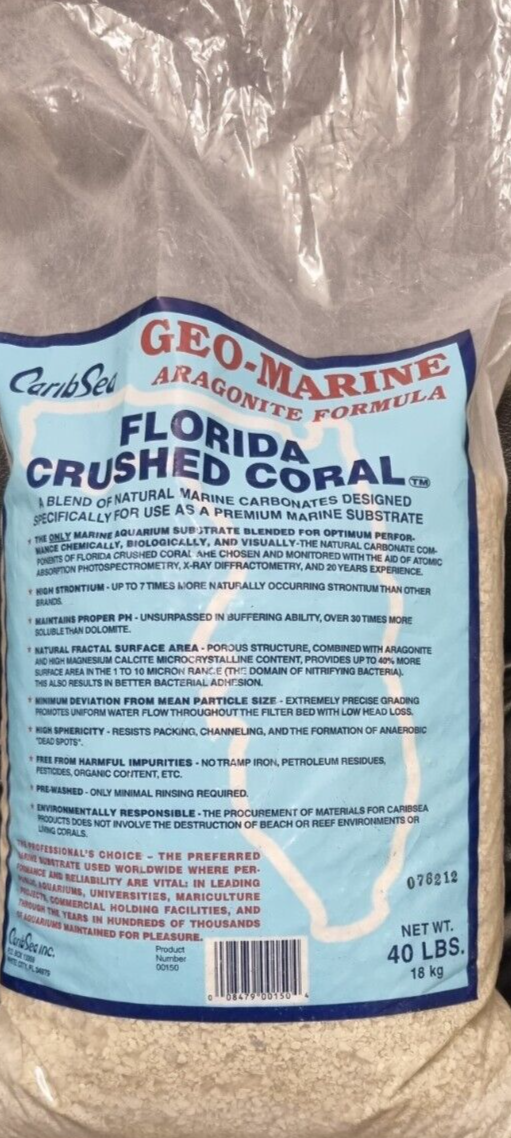 GEO-MARINE
CaribSea
ARAGONITE FORMULA
FLORIDA
CRUSHED CORAL™
A BLEND OF NATURAL MARINE CARBONATES DESIGNED
SPECIFICALLY FOR USE AS A PREMIUM MARINE SUBSTRATE
* THE ONLY MARINE AQUARIUM SUBSTRATE BLENDED FOR OPTIMUM PERFOR-
MANCE CHEMICALLY, BIOLOGICALLY, AND VISUALLY-THE NATURAL CARBONATE COM-
PONENTS OF FLORIDA CRUSHED CORAL ARE CHOSEN AND MONITORED WITH THE AID OF ATOMIC
ABSORPTION PHOTOSPECTROMETRY, X-RAY DIFFRACTOMETRY, AND 20 YEARS EXPERIENCE.
* HIGH STRONTIUM - UP TO 7 TIMES MORE NATURALLY OCCURRING STRONTIUM THAN OTHER
BRANDS.
* MAINTAINS PROPER PH - UNSURPASSED IN BUFFERING ABILITY, OVER 30 TIMES MORE
SOLUBLE THAN DOLOMITE.
* NATURAL FRACTAL SURFACE AREA - POROUS STRUCTURE, COMBINED WITH ARAGONITE
AND HIGH MAGNESIUM CALCITE MICROCRYSTALLINE CONTENT, PROVIDES UP TO 40% MORE
SURFACE AREA IN THE 1 TO 10 MICRON RANGE (THE DOMAIN OF NITRIFYING BACTERIA).
THIS ALSO RESULTS IN BETTER BACTERIAL ADHESION.
* MINIMUM DEVIATION FROM MEAN PARTICLE SIZE - EXTREMELY PRECISE GRADING
PROMOTES UNIFORM WATER FLOW THROUGHOUT THE FILTER BED WITH LOW HEAD LOSS.
* HIGH SPHERICITY - RESISTS PACKING, CHANNELING, AND THE FORMATION OF ANAEROBIC
"DEAD SPOTS".
* FREE FROM HARMFUL IMPURITIES - NO TRAMP IRON, PETROLEUM RESIDUES,
PESTICIDES, ORGANIC CONTENT, ETC.
* PRE-WASHED - ONLY MINIMAL RINSING REQUIRED.
* ENVIRONMENTALLY RESPONSIBLE - THE PROCUREMENT OF MATERIALS FOR CARIBSEA
PRODUCTS DOES NOT INVOLVE THE DESTRUCTION OF BEACH OR REEF ENVIRONMENTS OR
LIVING CORALS.
THE PROFESSIONAL'S CHOICE - THE PREFERRED
MARINE SUBSTRATE USED WORLDWIDE WHERE PER-
FORMANCE AND RELIABILITY ARE VITAL: IN LEADING
AQUARIUMS, UNIVERSITIES, MARICULTURE
PROJECTS, COMMERCIAL HOLDING FACILITIES, AND
THROUGH THE YEARS IN HUNDREDS OF THOUSANDS
OF AQUARIUMS MAINTAINED FOR PLEASURE.
076212
CaribSea inc.
Product
Number
00150
0 08479 00150 4
NET WT.
40 LBS.
18 kg